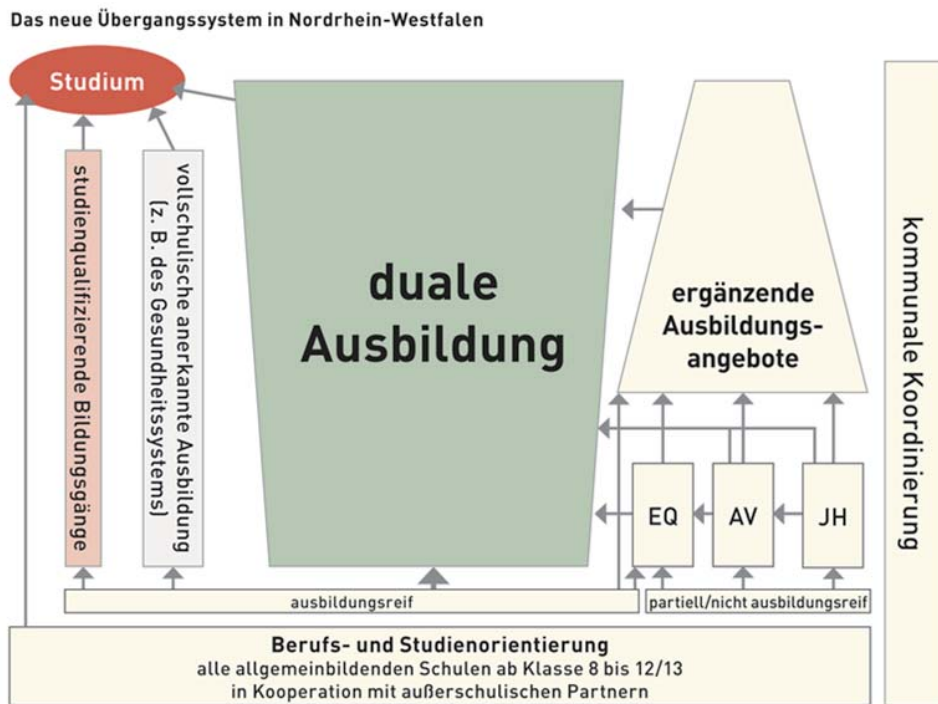 Das neue Übergangssystem in Nordrhein-Westfalen
Studium
studienqualifizierende Bildungsgänge
vollschulische anerkannte Ausbildung
(z. B. des Gesundheitssystems)
duale
Ausbildung
ergänzende
Ausbildungs-
angebote
EQ
AV
JH
kommunale Koordinierung
ausbildungsreif
partiell/nicht ausbildungsreif
Berufs- und Studienorientierung
alle allgemeinbildenden Schulen ab Klasse 8 bis 12/13
in Kooperation mit außerschulischen Partnern